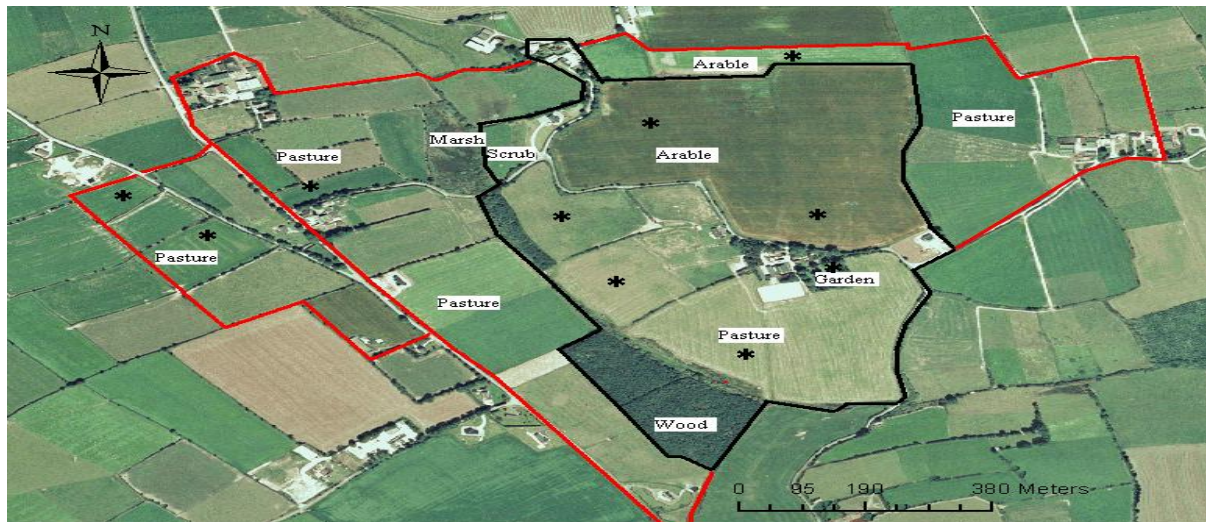 N
Arable
Pasture
Marsh
Scrub
Pasture
Arable
Pasture
Garden
Pasture
Pasture
Wood
0 95 190 380 Meters